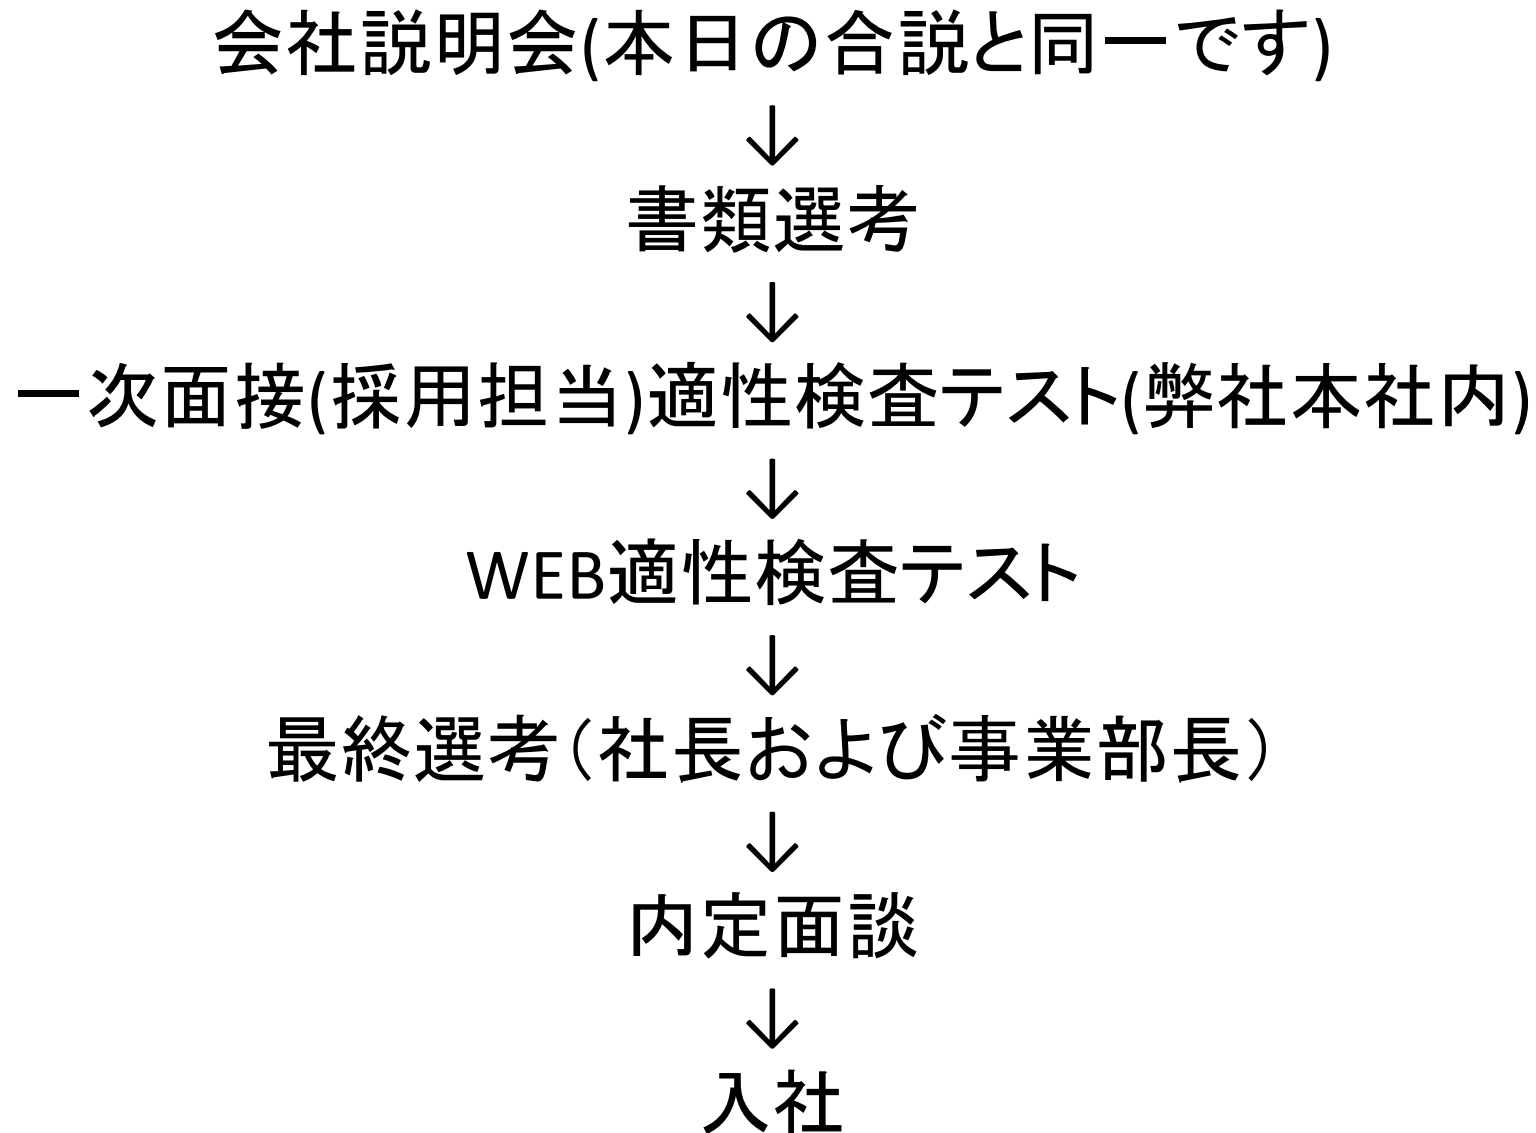 会社説明会(本日の合説と同一です)
↓
書類選考
↓
一次面接(採用担当)適性検査テスト(弊社本社内)
↓
WEB適性検査テスト
↓
最終選考（社長および事業部長）
↓
内定面談
↓
入社